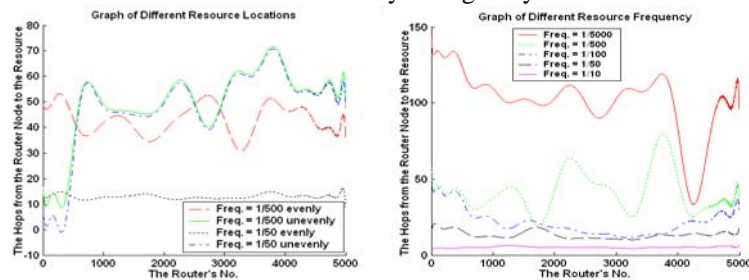 Graph of Different Resource Locations
The Hops from the Router Node to the Resource
80
70
60
50
40
30
20
10
0
-10
Freq. = 1/500 evenly
Freq. = 1/500 unevenly
Freq. = 1/50 evenly
Freq. = 1/50 unevenly
0 1000 2000 3000 4000 5000
The Router's No.
Graph of Different Resource Frequency
The Hops from the Router Node to the Resource
150
100
50
0
Freq. = 1/5000
Freq. = 1/500
Freq. = 1/100
Freq. = 1/50
Freq. = 1/10
0 1000 2000 3000 4000 5000
The Router's No.